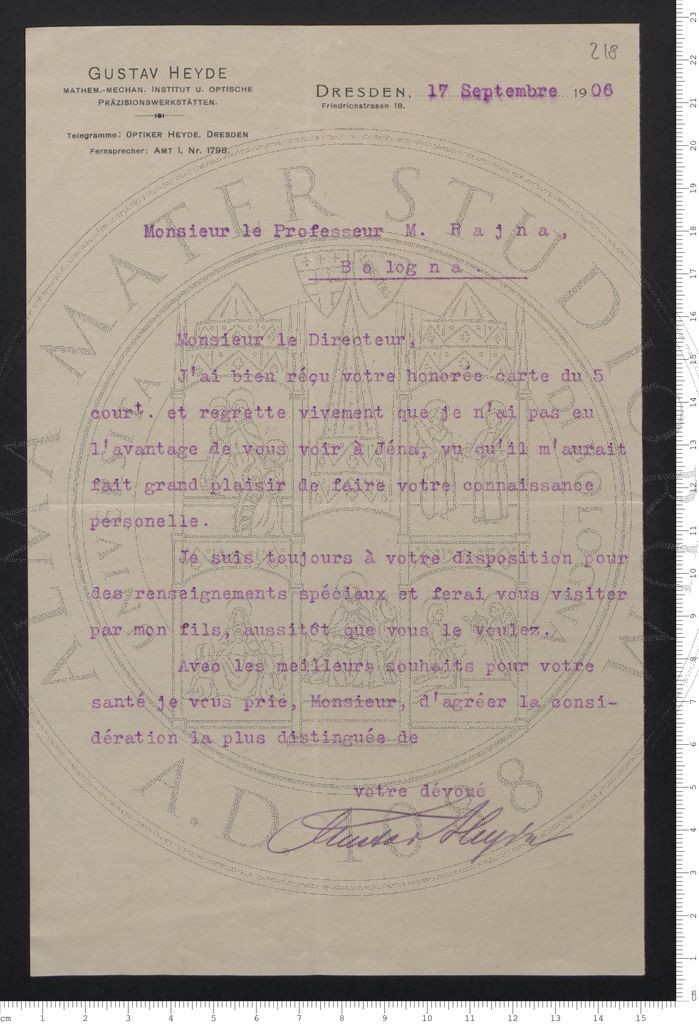 218
GUSTAV HEYDE
MATHEM.-MECHAN. INSTITUT U. OPTISCHE
PRÄZISIONSWERKSTÄTTEN.
Telegramme: OPTIKER HEYDE, DRESDEN
Fernsprecher: AMT I, Nr. 1798.
DRESDEN, 17 Septembre 1906
Friedrichstrasse 18.
Monsieur le Professeur M. Rajna,
Bologna.
Monsieur le Directeur,
J'ai bien réçu votre honorée carte du 5
court. et regrette vivement que je n'ai pas eu
l'avantage de vous voir à Jéna, vu qu'il m'aurait
fait grand plaisir de faire votre connaissance
personelle.
Je suis toujours à votre disposition pour
des renseignements spéciaux et ferai vous visiter
par mon fils, aussitôt que vous le voulez.
Avec les meilleurs souhaits pour votre
santé je vous prie, Monsieur, d'agréer la consi-
dération la plus distinguée de
votre dévoué
Gustav Heyde
ALMA MATER STUDIORUM
A.D. 1088